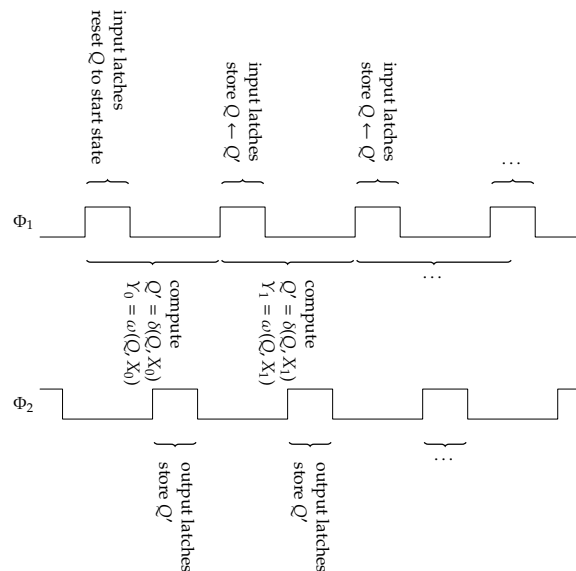 input latches
reset Q to start state
input latches
store Q ← Q′
input latches
store Q ← Q′
...
Φ1
compute
Q′ = δ(Q, X0)
Y0 = ω(Q, X0)
compute
Q′ = δ(Q, X1)
Y1 = ω(Q, X1)
...
Φ2
output latches
store Q′
output latches
store Q′
...